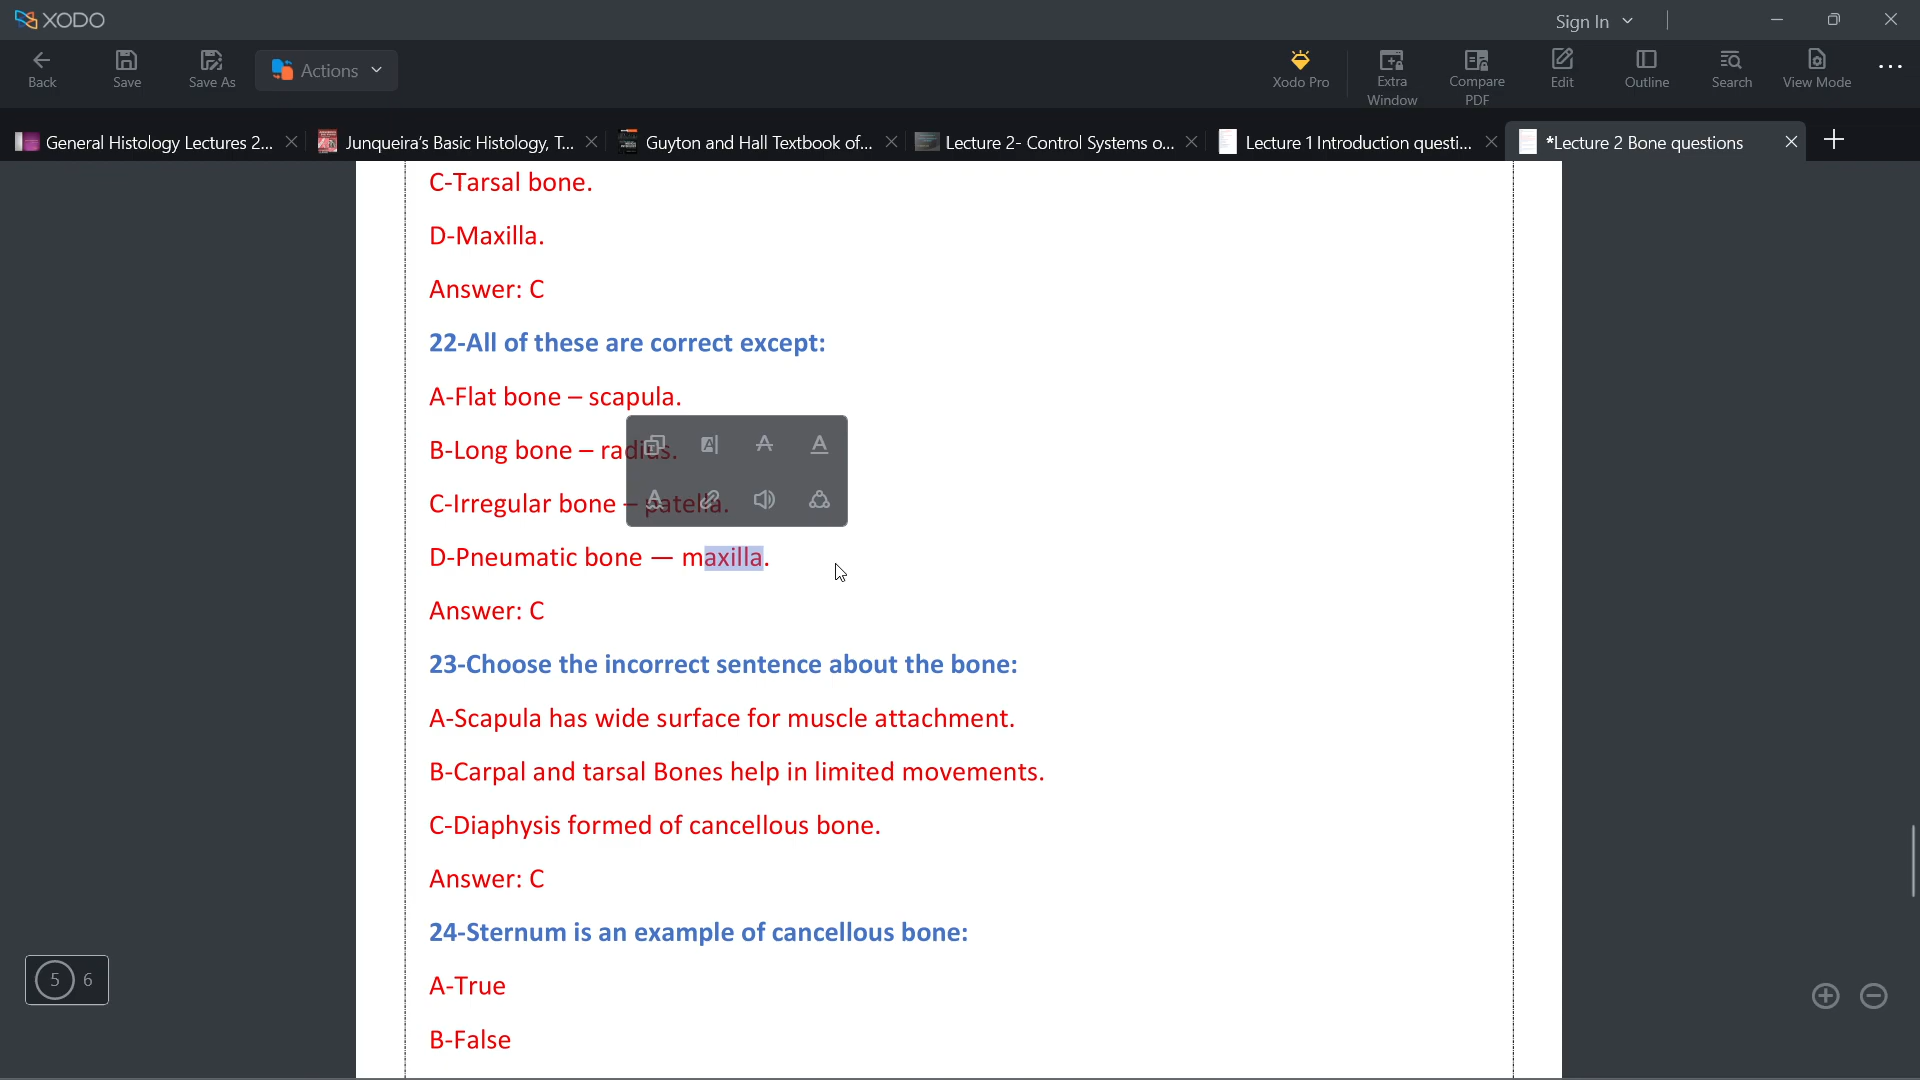 XODO
Sign In
Back
Save
Save As
Actions
Xodo Pro
Extra Window
Compare PDF
Edit
Outline
Search
View Mode
General Histology Lectures 2...
Junqueira's Basic Histology, T...
Guyton and Hall Textbook of...
Lecture 2- Control Systems o...
Lecture 1 Introduction questi...
*Lecture 2 Bone questions
C-Tarsal bone.
D-Maxilla.
Answer: C
22-All of these are correct except:
A-Flat bone – scapula.
B-Long bone – radius.
C-Irregular bone – patella.
D-Pneumatic bone — maxilla.
Answer: C
23-Choose the incorrect sentence about the bone:
A-Scapula has wide surface for muscle attachment.
B-Carpal and tarsal Bones help in limited movements.
C-Diaphysis formed of cancellous bone.
Answer: C
24-Sternum is an example of cancellous bone:
A-True
B-False
5 6